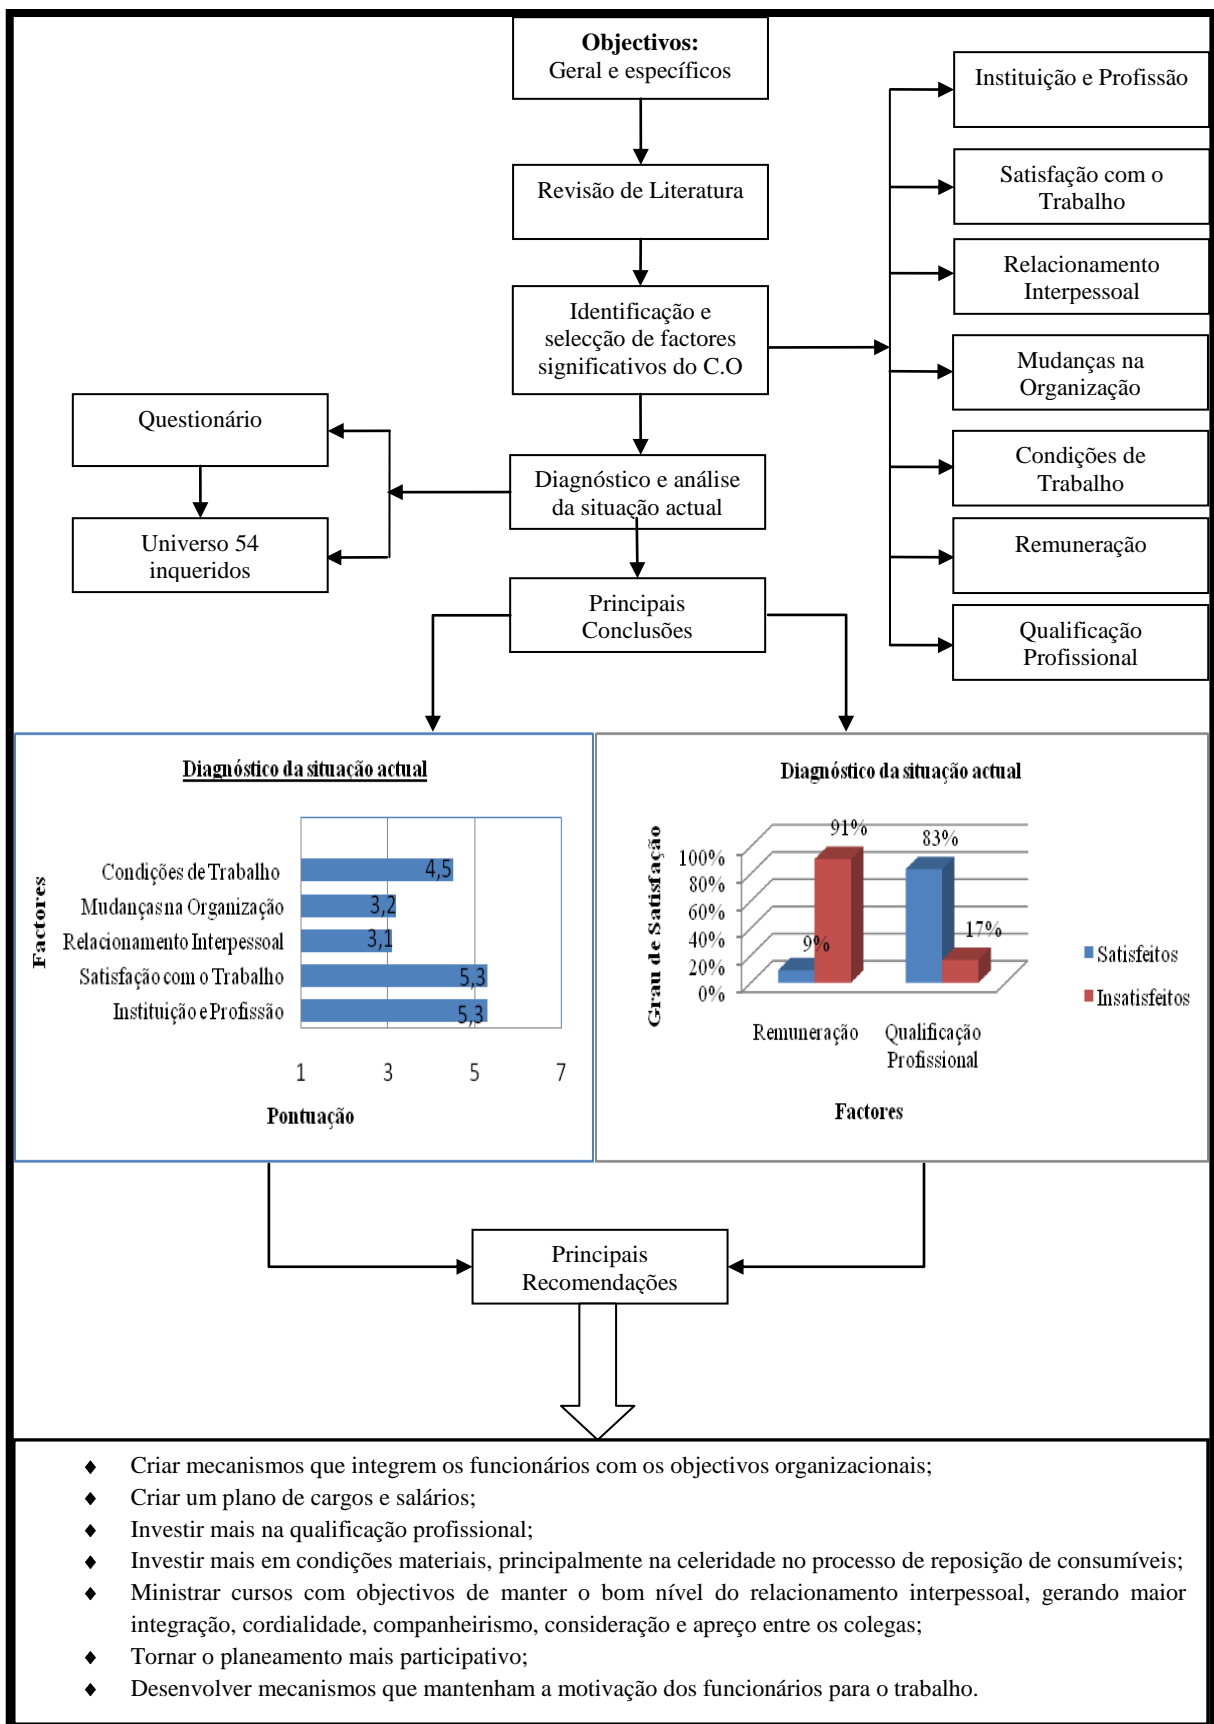 Objectivos:
Geral e específicos
Revisão de Literatura
Identificação e
selecção de factores
significativos do C.O
Instituição e Profissão
Satisfação com o
Trabalho
Relacionamento
Interpessoal
Mudanças na
Organização
Condições de
Trabalho
Remuneração
Qualificação
Profissional
Diagnóstico e análise
da situação actual
Questionário
Universo 54
inqueridos
Principais
Conclusões
Diagnóstico da situação actual
Factores
Condições de Trabalho
4,5
Mudanças na Organização
3,2
Relacionamento Interpessoal
3,1
Satisfação com o Trabalho
5,3
Instituição e Profissão
5,3
1 3 5 7
Pontuação
Diagnóstico da situação actual
Grau de Satisfação
100%
80%
60%
40%
20%
0%
9%
91%
83%
17%
Satisfeitos
Insatisfeitos
Remuneração
Qualificação
Profissional
Factores
Principais
Recomendações
♦ Criar mecanismos que integrem os funcionários com os objectivos organizacionais;
♦ Criar um plano de cargos e salários;
♦ Investir mais na qualificação profissional;
♦ Investir mais em condições materiais, principalmente na celeridade no processo de reposição de consumíveis;
♦ Ministrar cursos com objectivos de manter o bom nível do relacionamento interpessoal, gerando maior
integração, cordialidade, companheirismo, consideração e apreço entre os colegas;
♦ Tornar o planeamento mais participativo;
♦ Desenvolver mecanismos que mantenham a motivação dos funcionários para o trabalho.